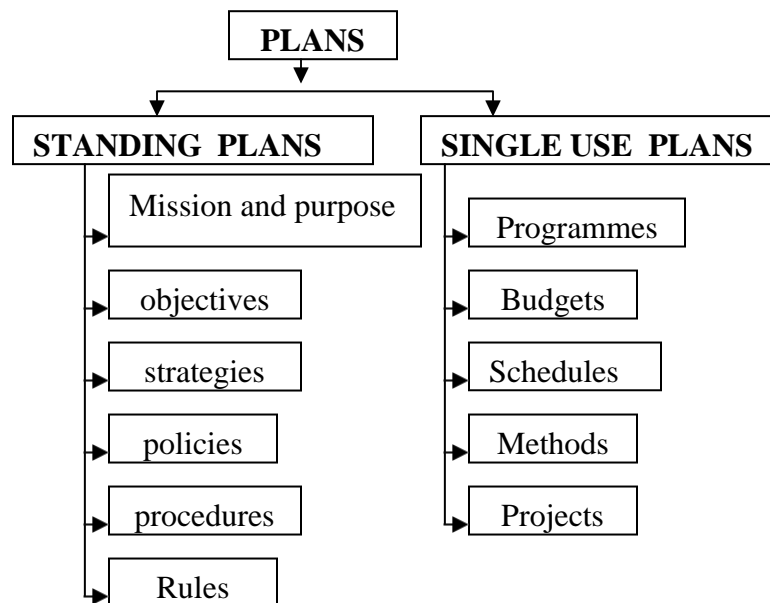 PLANS
STANDING PLANS
Mission and purpose
objectives
strategies
policies
procedures
Rules
SINGLE USE PLANS
Programmes
Budgets
Schedules
Methods
Projects